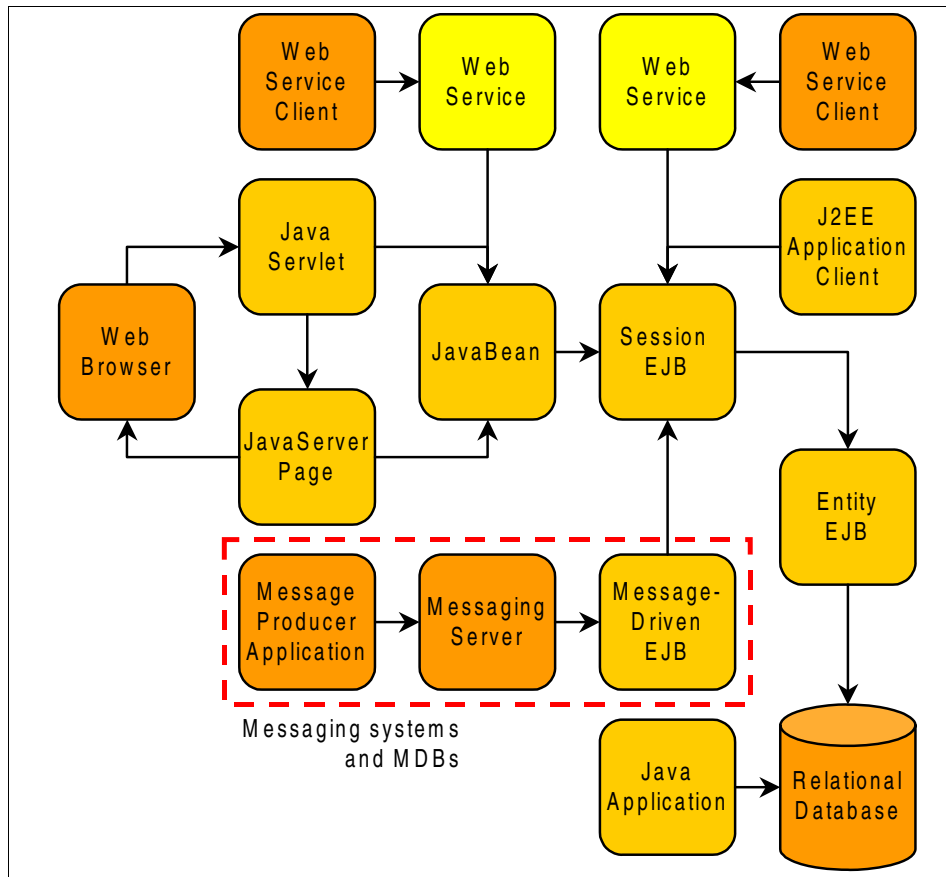 Web
Service
Client
Web
Service
Web
Service
Web
Service
Client
Java
Servlet
J2EE
Application
Client
Web
Browser
JavaBean
Session
EJB
JavaServer
Page
Entity
EJB
Message
Producer
Application
Messaging
Server
Message-
Driven
EJB
Messaging systems
and MDBs
Java
Application
Relational
Database